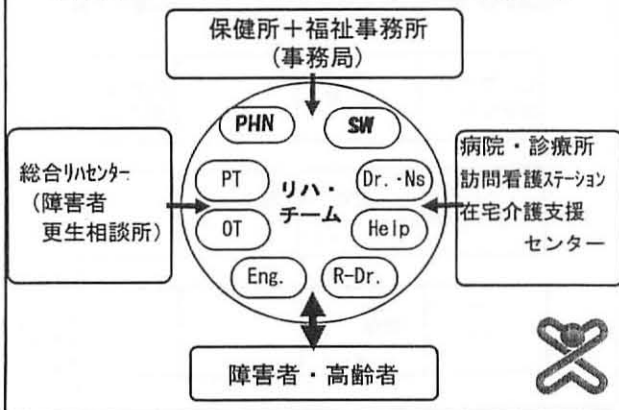 保健所＋福祉事務所
(事務局)
PHN
SW
総合ﾘﾊｾﾝﾀｰ
(障害者
更生相談所)
PT
OT
リハ・
チーム
Dr.・Ns
Help
Eng.
R-Dr.
病院・診療所
訪問看護ｽﾃｰｼｮﾝ
在宅介護支援
センター
障害者・高齢者